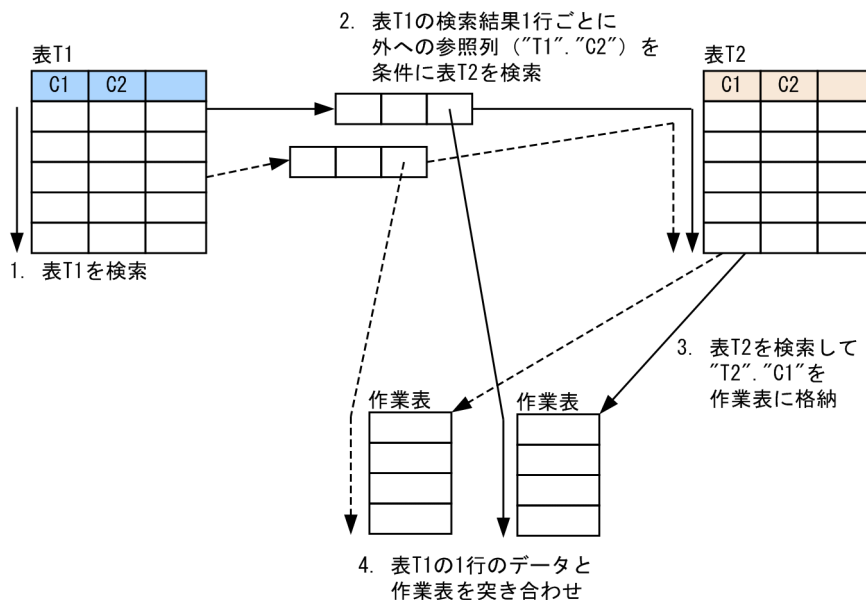 2. 表T1の検索結果1行ごとに
外への参照列（"T1"."C2"）を
条件に表T2を検索
表T1
表T2
C1 C2
C1 C2
1. 表T1を検索
3. 表T2を検索して
"T2"."C1"を
作業表に格納
作業表
作業表
4. 表T1の1行のデータと
作業表を突き合わせ